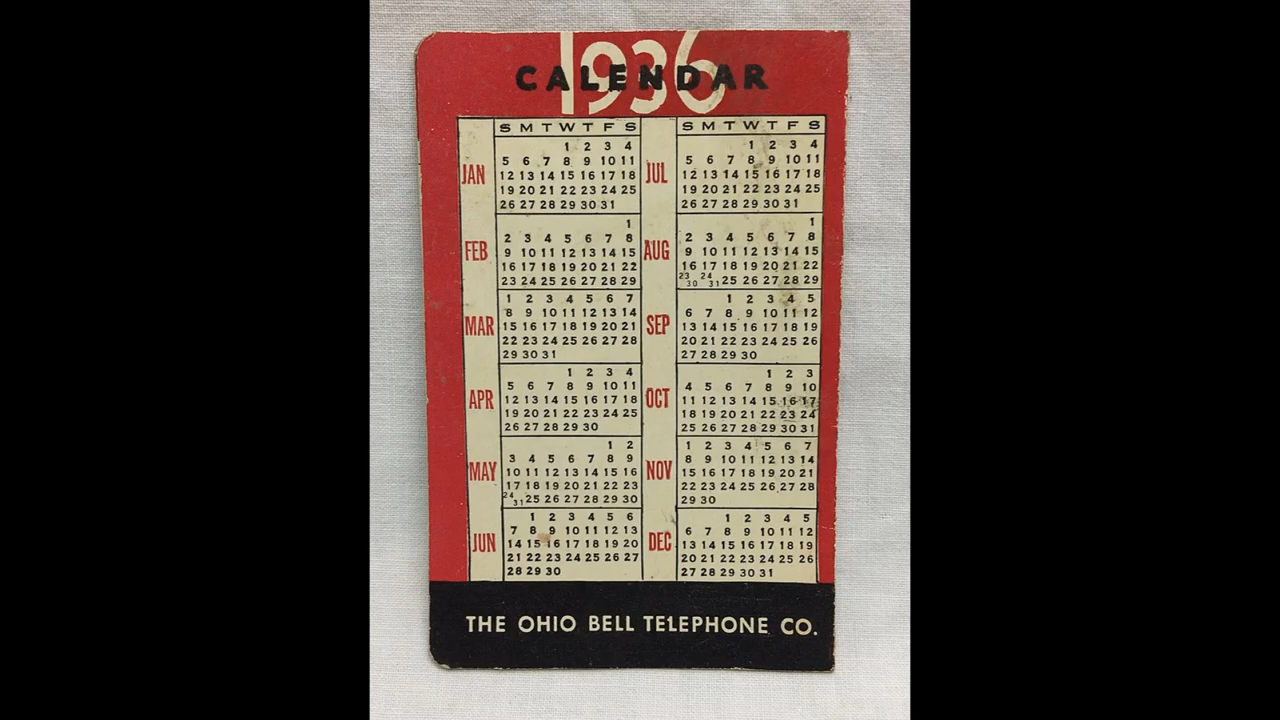 1936
CALENDAR
S M T W T F S
JAN
1 2 3 4
5 6 7 8 9 10 11
12 13 14 15 16 17 18
19 20 21 22 23 24 25
26 27 28 29 30 31
FEB
1
2 3 4 5 6 7 8
9 10 11 12 13 14 15
16 17 18 19 20 21 22
23 24 25 26 27 28 29
MAR
1 2 3 4 5 6 7
8 9 10 11 12 13 14
15 16 17 18 19 20 21
22 23 24 25 26 27 28
29 30 31
APR
1 2 3 4
5 6 7 8 9 10 11
12 13 14 15 16 17 18
19 20 21 22 23 24 25
26 27 28 29 30
MAY
1 2
3 4 5 6 7 8 9
10 11 12 13 14 15 16
17 18 19 20 21 22 23
24 31 25 26 27 28 29 30
JUN
1 2 3 4 5 6
7 8 9 10 11 12 13
14 15 16 17 18 19 20
21 22 23 24 25 26 27
28 29 30
S M T W T F S
JUL
1 2 3 4
5 6 7 8 9 10 11
12 13 14 15 16 17 18
19 20 21 22 23 24 25
26 27 28 29 30 31
AUG
1
2 3 4 5 6 7 8
9 10 11 12 13 14 15
16 17 18 19 20 21 22
23 30 24 31 25 26 27 28 29
SEP
1 2 3 4 5
6 7 8 9 10 11 12
13 14 15 16 17 18 19
20 21 22 23 24 25 26
27 28 29 30
OCT
1 2 3
4 5 6 7 8 9 10
11 12 13 14 15 16 17
18 19 20 21 22 23 24
25 26 27 28 29 30 31
NOV
1 2 3 4 5 6 7
8 9 10 11 12 13 14
15 16 17 18 19 20 21
22 23 24 25 26 27 28
29 30
DEC
1 2 3 4 5
6 7 8 9 10 11 12
13 14 15 16 17 18 19
20 21 22 23 24 25 26
27 28 29 30 31
THE OHIO BELL TELEPHONE CO.